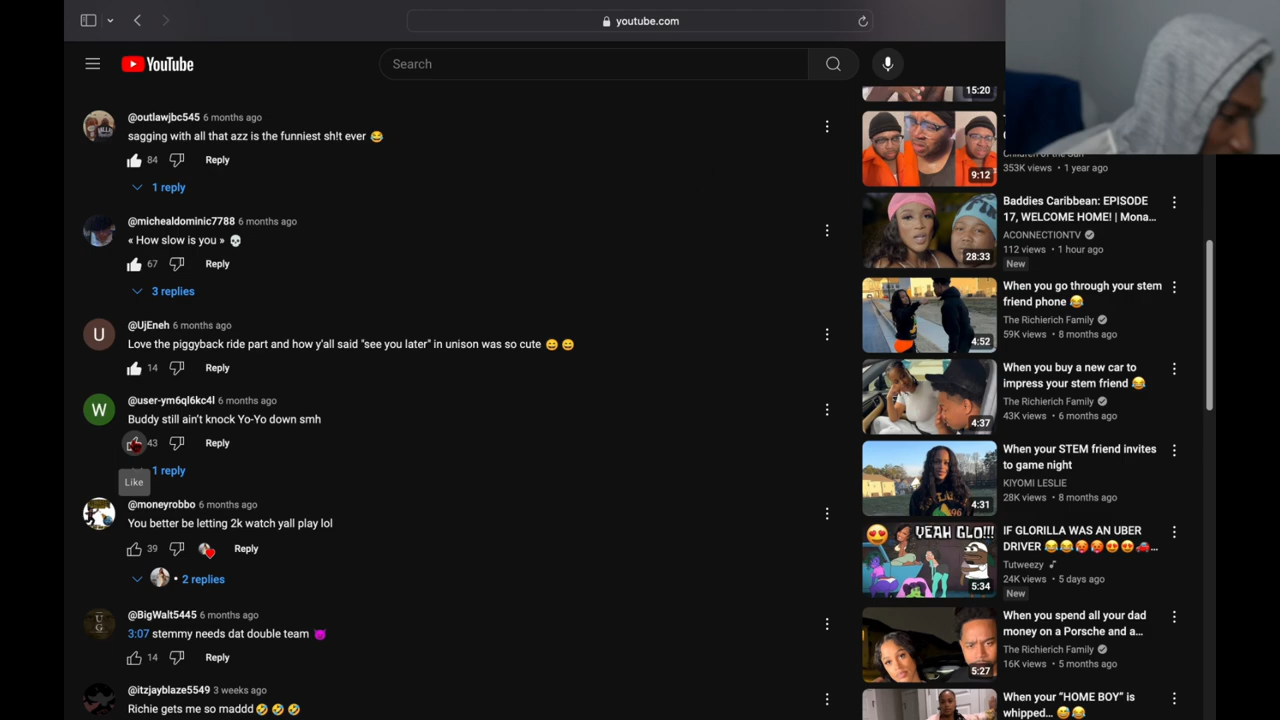 youtube.com
YouTube
Search
@outlawjbc545 6 months ago
sagging with all that azz is the funniest sh!t ever 😂
84 Reply
1 reply
@michealdominic7788 6 months ago
« How slow is you » 💀
67 Reply
3 replies
U
@UjEneh 6 months ago
Love the piggyback ride part and how y'all said "see you later" in unison was so cute 😄 😄
14 Reply
W
@user-ym6ql6kc4l 6 months ago
Buddy still ain't knock Yo-Yo down smh
43 Reply
1 reply
Like
@moneyrobbo 6 months ago
You better be letting 2k watch yall play lol
39 Reply
• 2 replies
@BigWalt5445 6 months ago
3:07 stemmy needs dat double team 😈
14 Reply
@itzjayblaze5549 3 weeks ago
Richie gets me so maddd🤣 🤣 🤣
15:20
9:12
353K views • 1 year ago
Baddies Caribbean: EPISODE
17, WELCOME HOME! | Mona...
ACONNECTIONTV
112 views • 1 hour ago
New
28:33
When you go through your stem
friend phone 😂
The Richierich Family
59K views • 8 months ago
4:52
When you buy a new car to
impress your stem friend 😂
The Richierich Family
43K views • 6 months ago
4:37
When your STEM friend invites
to game night
KIYOMI LESLIE
28K views • 8 months ago
4:31
IF GLORILLA WAS AN UBER
DRIVER 😂😂🥵🥵😍😍🚗...
Tutweezy
24K views • 5 days ago
New
YEAH GLO!!!
5:34
When you spend all your dad
money on a Porsche and a...
The Richierich Family
16K views • 5 months ago
5:27
When your “HOME BOY” is
whipped... 😅😂